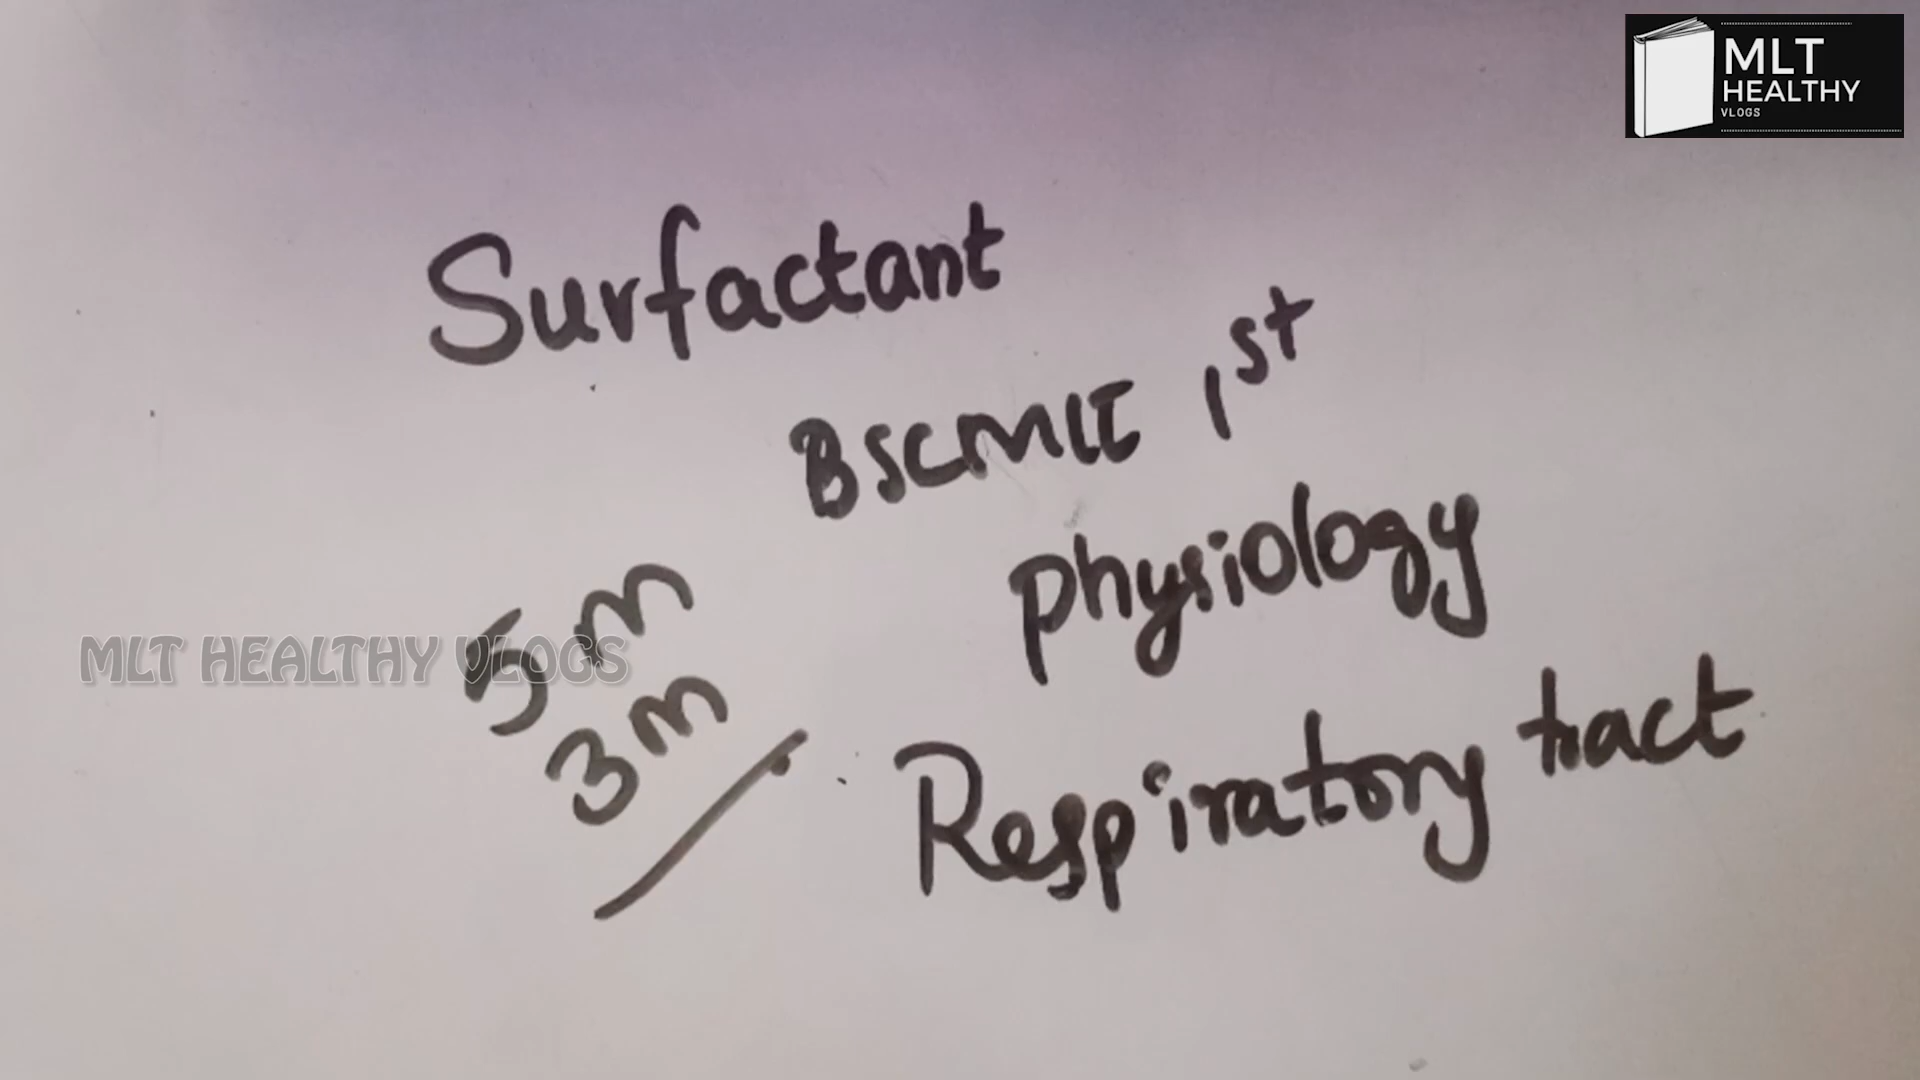 MLT
HEALTHY
VLOGS
Surfactant
BSCMLT 1st
physiology
5m
3m
Respiratory tract
MLT HEALTHY VLOGS